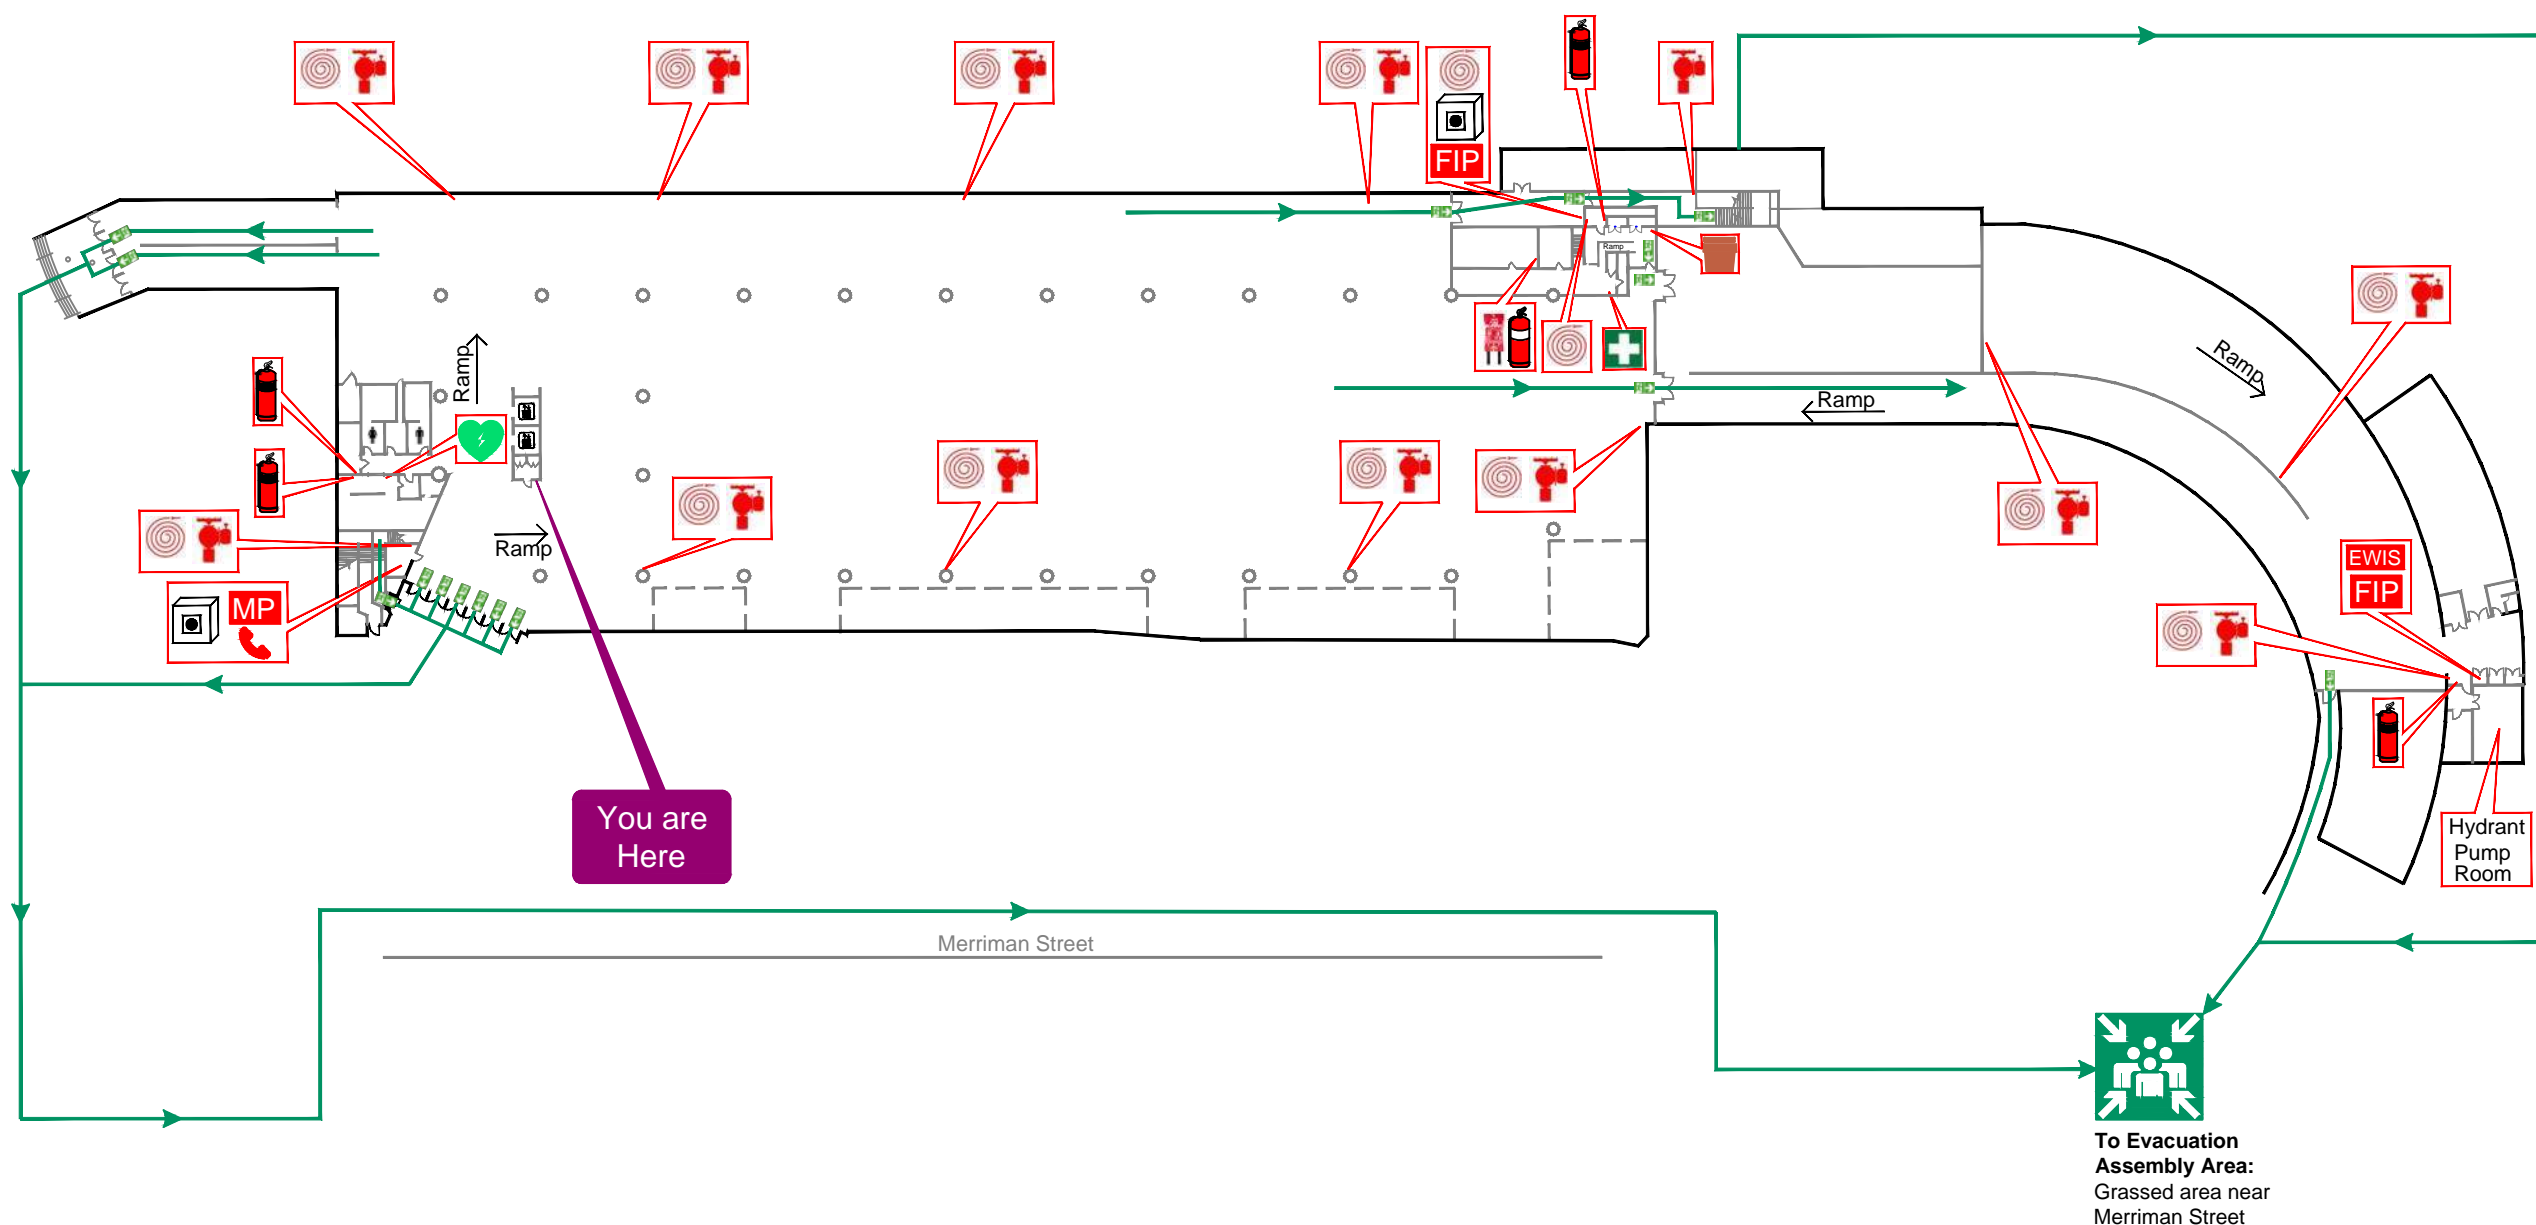 FIP
Ramp
Ramp
Ramp
Ramp
Ramp
EWIS
FIP
MP
You are
Here
Hydrant
Pump
Room
Merriman Street
To Evacuation
Assembly Area:
Grassed area near
Merriman Street